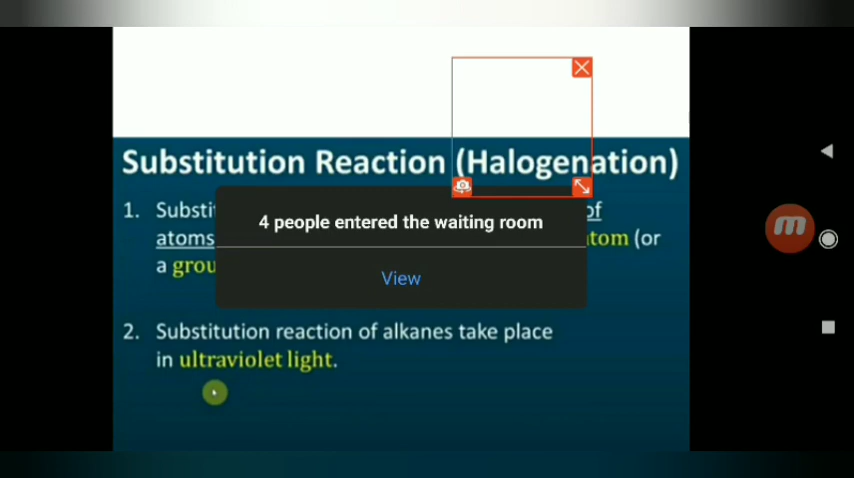 Substitution Reaction (Halogenation)
1. Substi of
atoms atom (or
a grou
4 people entered the waiting room
View
2. Substitution reaction of alkanes take place
in ultraviolet light.